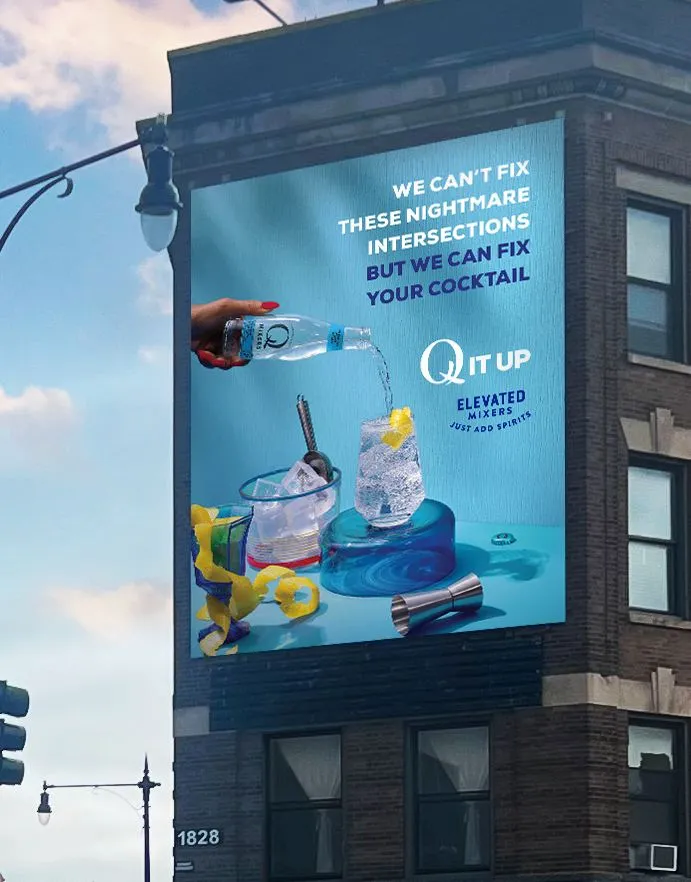 WE CAN'T FIX
THESE NIGHTMARE
INTERSECTIONS
BUT WE CAN FIX
YOUR COCKTAIL
Q
MIXERS
Q IT UP
ELEVATED
MIXERS
JUST ADD SPIRITS
1828